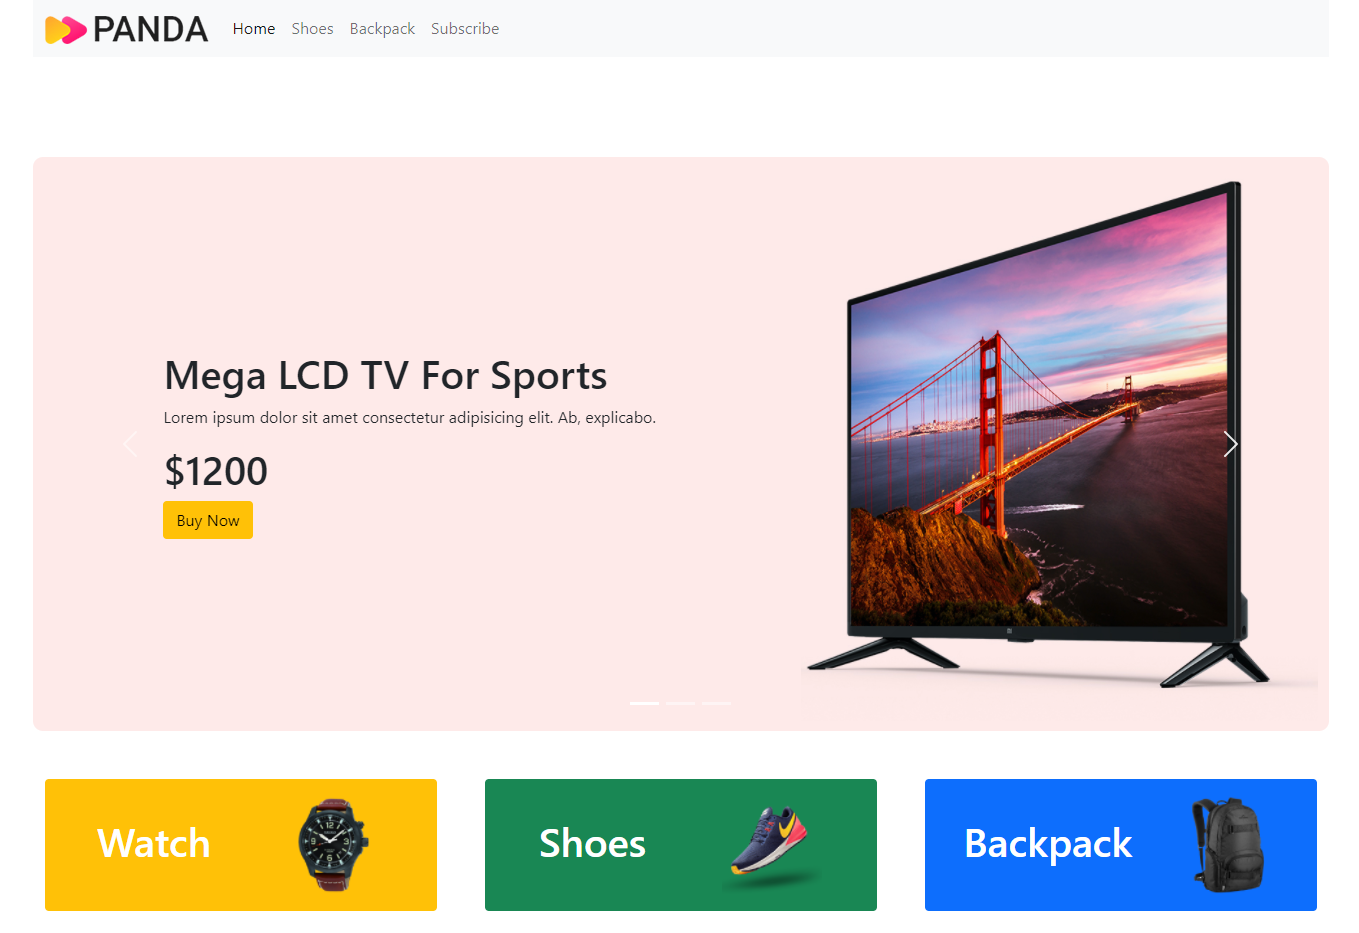 PANDA Home Shoes Backpack Subscribe
Mega LCD TV For Sports
Lorem ipsum dolor sit amet consectetur adipisicing elit. Ab, explicabo.
$1200
Buy Now
Watch Shoes Backpack